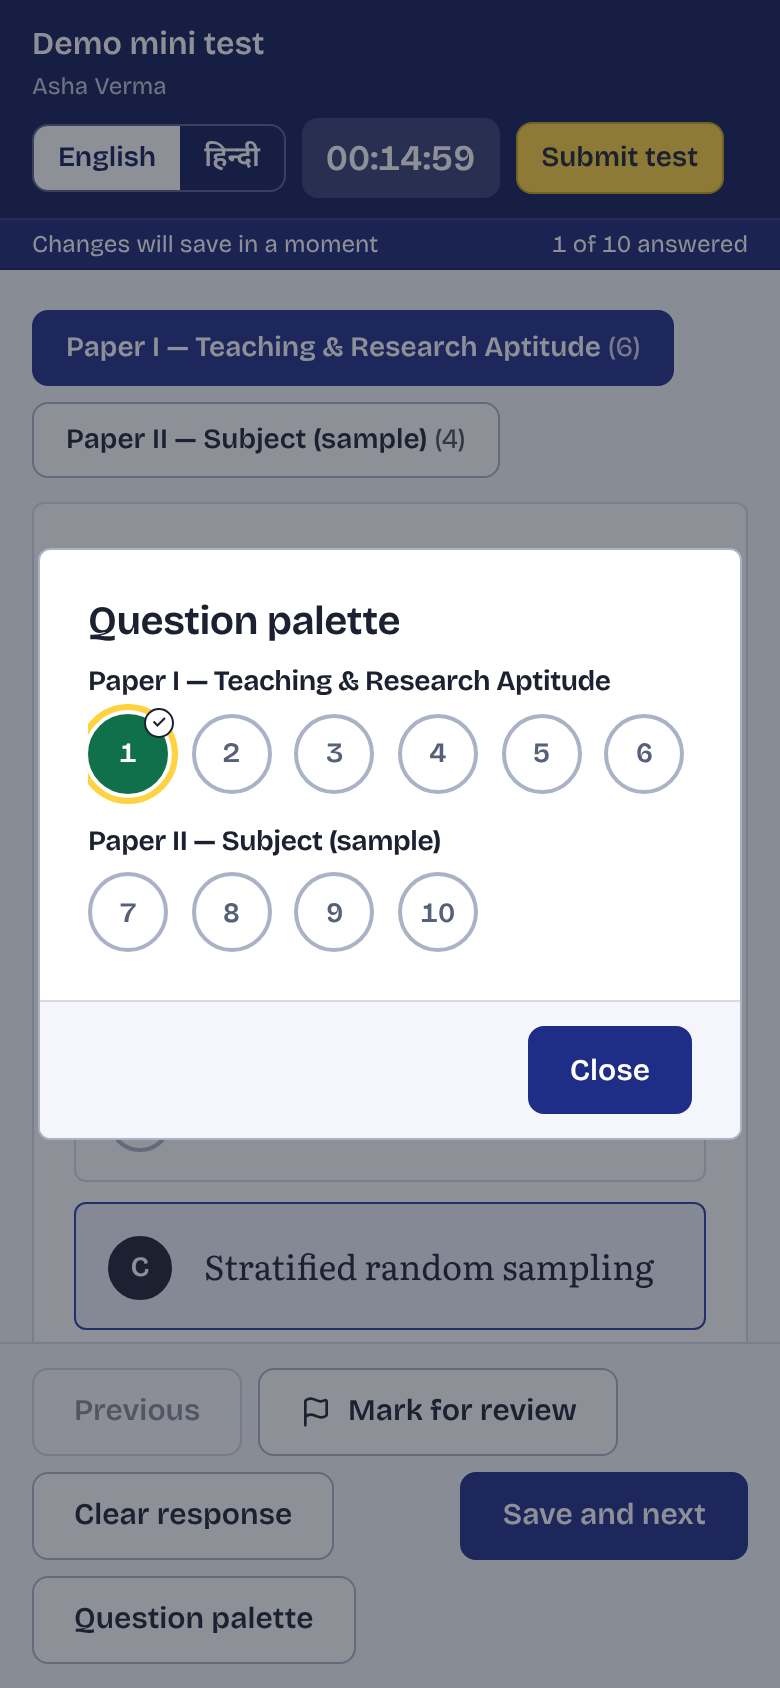 Demo mini test
Asha Verma
English हिन्दी 00:14:59 Submit test
Changes will save in a moment 1 of 10 answered
Paper I — Teaching & Research Aptitude (6)
Paper II — Subject (sample) (4)
Question palette
Paper I — Teaching & Research Aptitude
1 2 3 4 5 6
Paper II — Subject (sample)
7 8 9 10
Close
C Stratified random sampling
Previous Mark for review
Clear response Save and next
Question palette